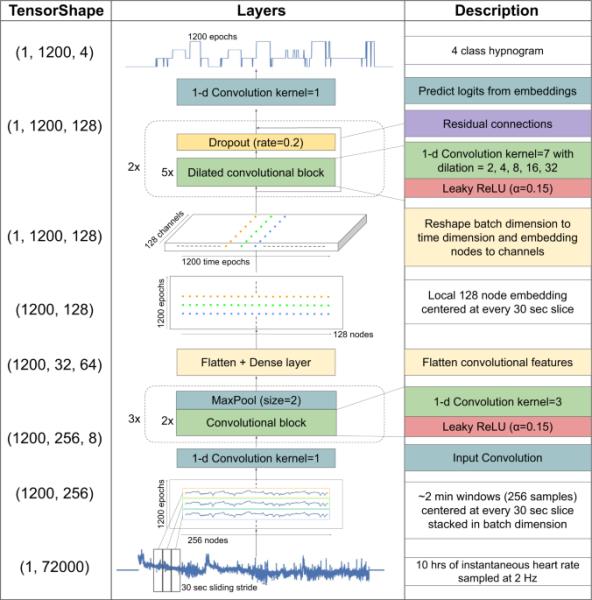 TensorShape Layers Description
(1, 1200, 4)
1200 epochs
4 class hypnogram
1-d Convolution kernel=1
Predict logits from embeddings
(1, 1200, 128)
2x
Dropout (rate=0.2)
5x
Dilated convolutional block
Residual connections
1-d Convolution kernel=7 with
dilation = 2, 4, 8, 16, 32
Leaky ReLU (α=0.15)
(1, 1200, 128)
128 channels
1200 time epochs
Reshape batch dimension to
time dimension and embedding
nodes to channels
(1200, 128)
1200 epochs
128 nodes
Local 128 node embedding
centered at every 30 sec slice
(1200, 32, 64)
Flatten + Dense layer
Flatten convolutional features
3x
MaxPool (size=2)
2x
Convolutional block
1-d Convolution kernel=3
Leaky ReLU (α=0.15)
(1200, 256, 8)
1-d Convolution kernel=1
Input Convolution
(1200, 256)
1200 epochs
256 nodes
~2 min windows (256 samples)
centered at every 30 sec slice
stacked in batch dimension
(1, 72000)
30 sec sliding stride
10 hrs of instantaneous heart rate
sampled at 2 Hz